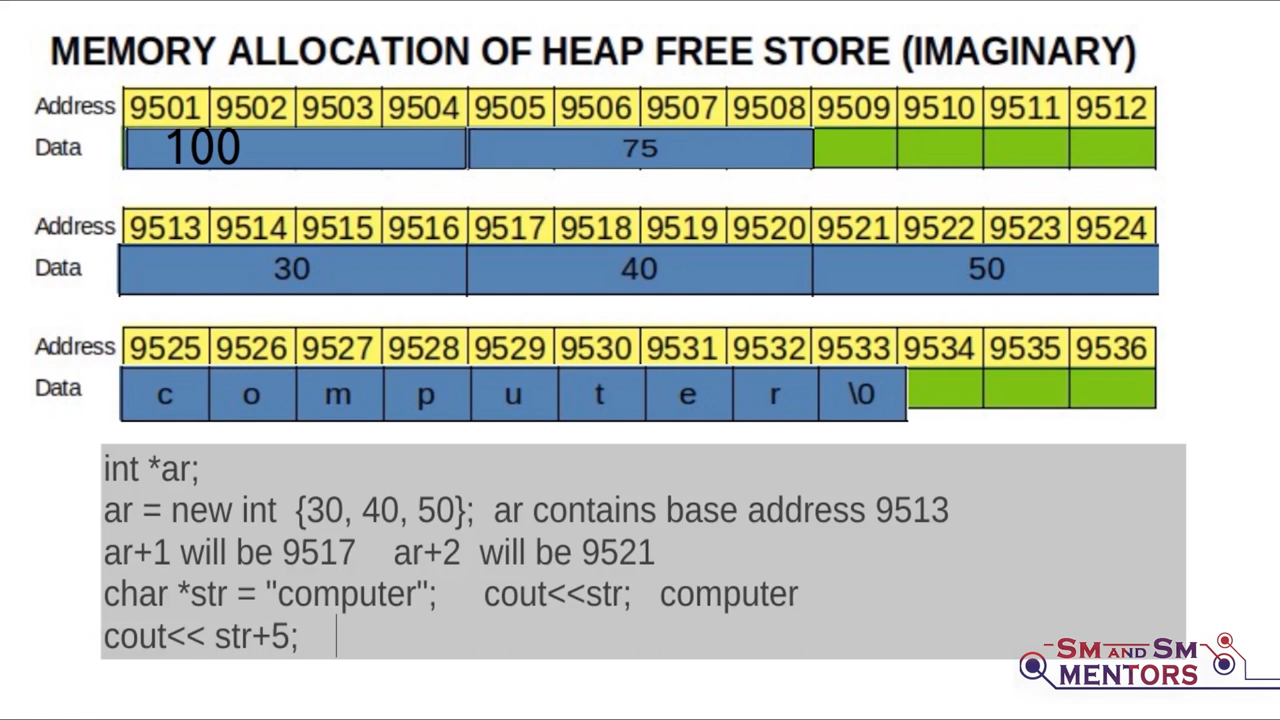 MEMORY ALLOCATION OF HEAP FREE STORE (IMAGINARY)
Address 9501 9502 9503 9504 9505 9506 9507 9508 9509 9510 9511 9512
Data 100 75
Address 9513 9514 9515 9516 9517 9518 9519 9520 9521 9522 9523 9524
Data 30 40 50
Address 9525 9526 9527 9528 9529 9530 9531 9532 9533 9534 9535 9536
Data c o m p u t e r \0
int *ar;
ar = new int {30, 40, 50}; ar contains base address 9513
ar+1 will be 9517 ar+2 will be 9521
char *str = "computer"; cout<<str; computer
cout<< str+5;
SM AND SM
MENTORS